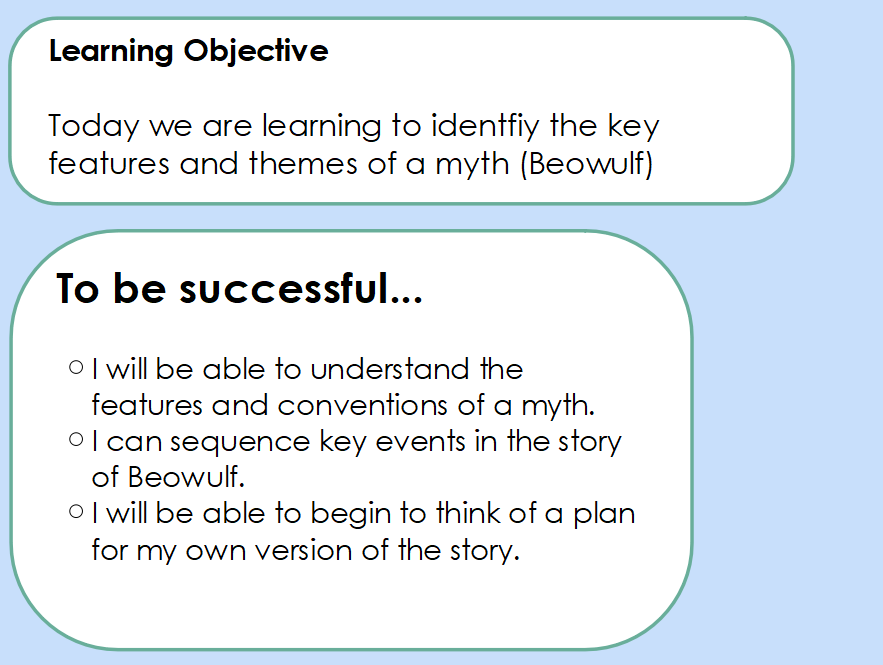 Learning Objective
Today we are learning to identfiy the key
features and themes of a myth (Beowulf)
To be successful...
○ I will be able to understand the
features and conventions of a myth.
○ I can sequence key events in the story
of Beowulf.
○ I will be able to begin to think of a plan
for my own version of the story.